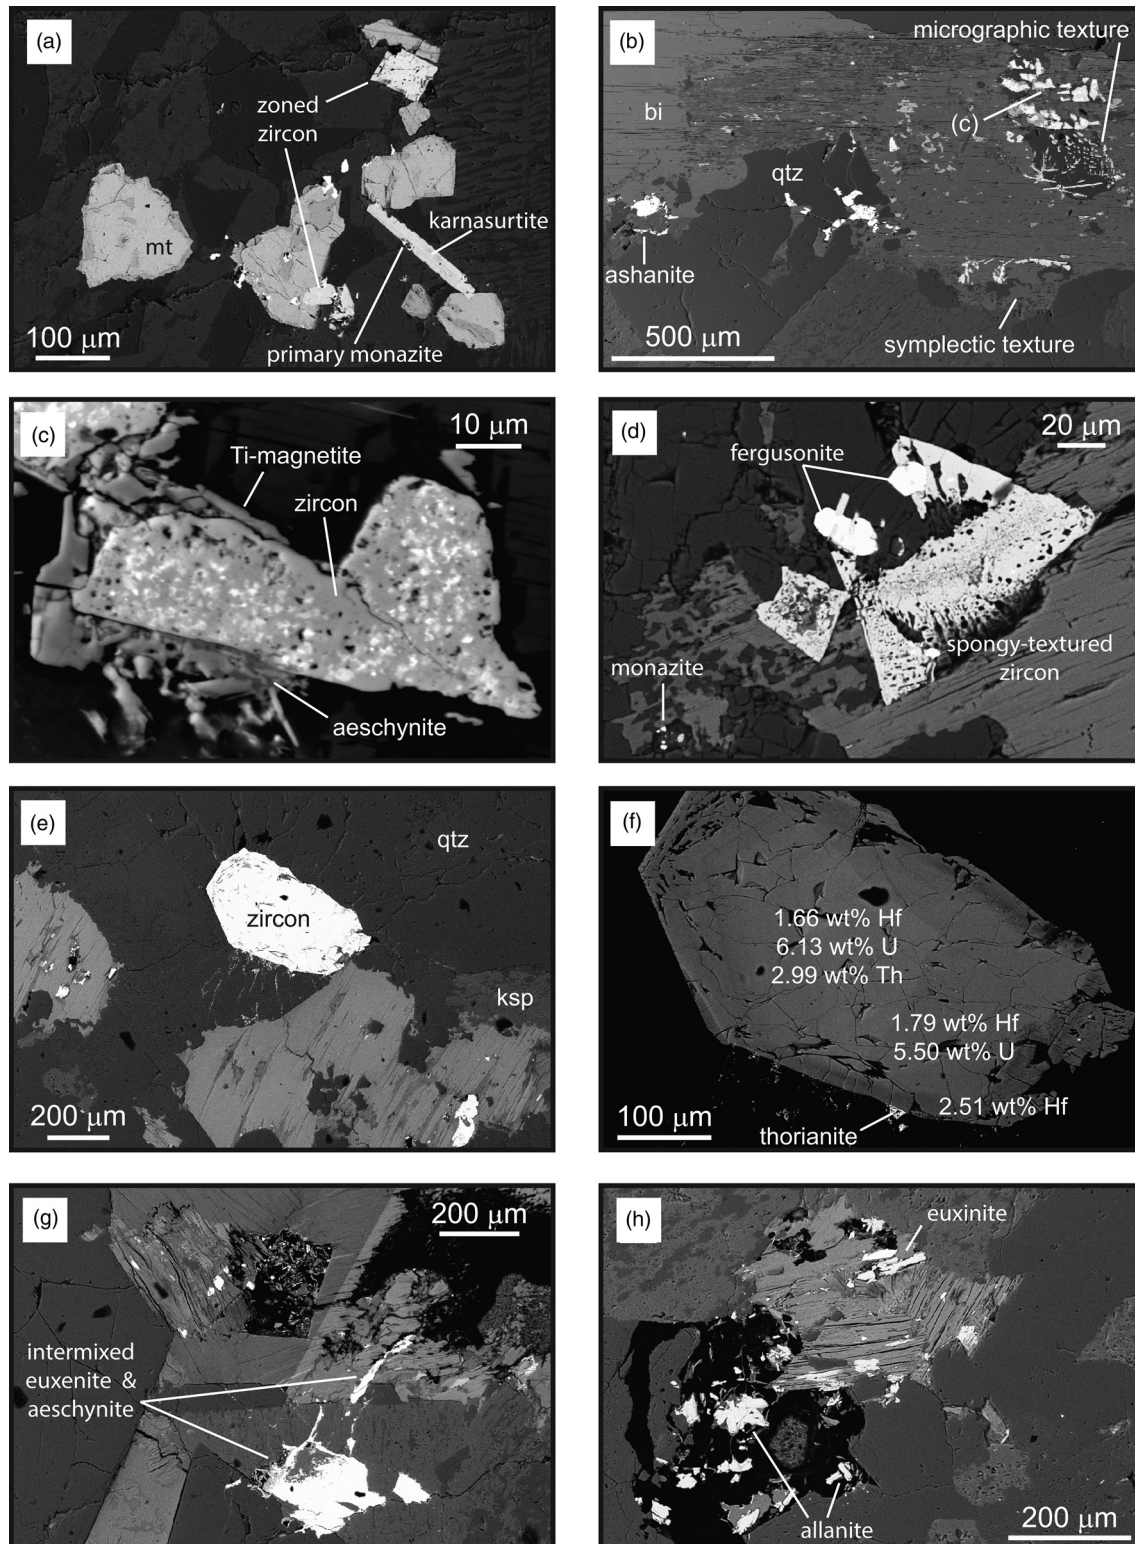 (a)
zoned
zircon
karnasurtite
mt
primary monazite
100 μm
(b)
micrographic texture
bi
(c)
qtz
ashanite
symplectic texture
500 μm
(c)
10 μm
Ti-magnetite
zircon
aeschynite
(d)
20 μm
fergusonite
monazite
spongy-textured
zircon
(e)
qtz
zircon
ksp
200 μm
(f)
1.66 wt% Hf
6.13 wt% U
2.99 wt% Th
1.79 wt% Hf
5.50 wt% U
2.51 wt% Hf
thorianite
100 μm
(g)
200 μm
intermixed
euxenite &
aeschynite
(h)
euxinite
allanite
200 μm